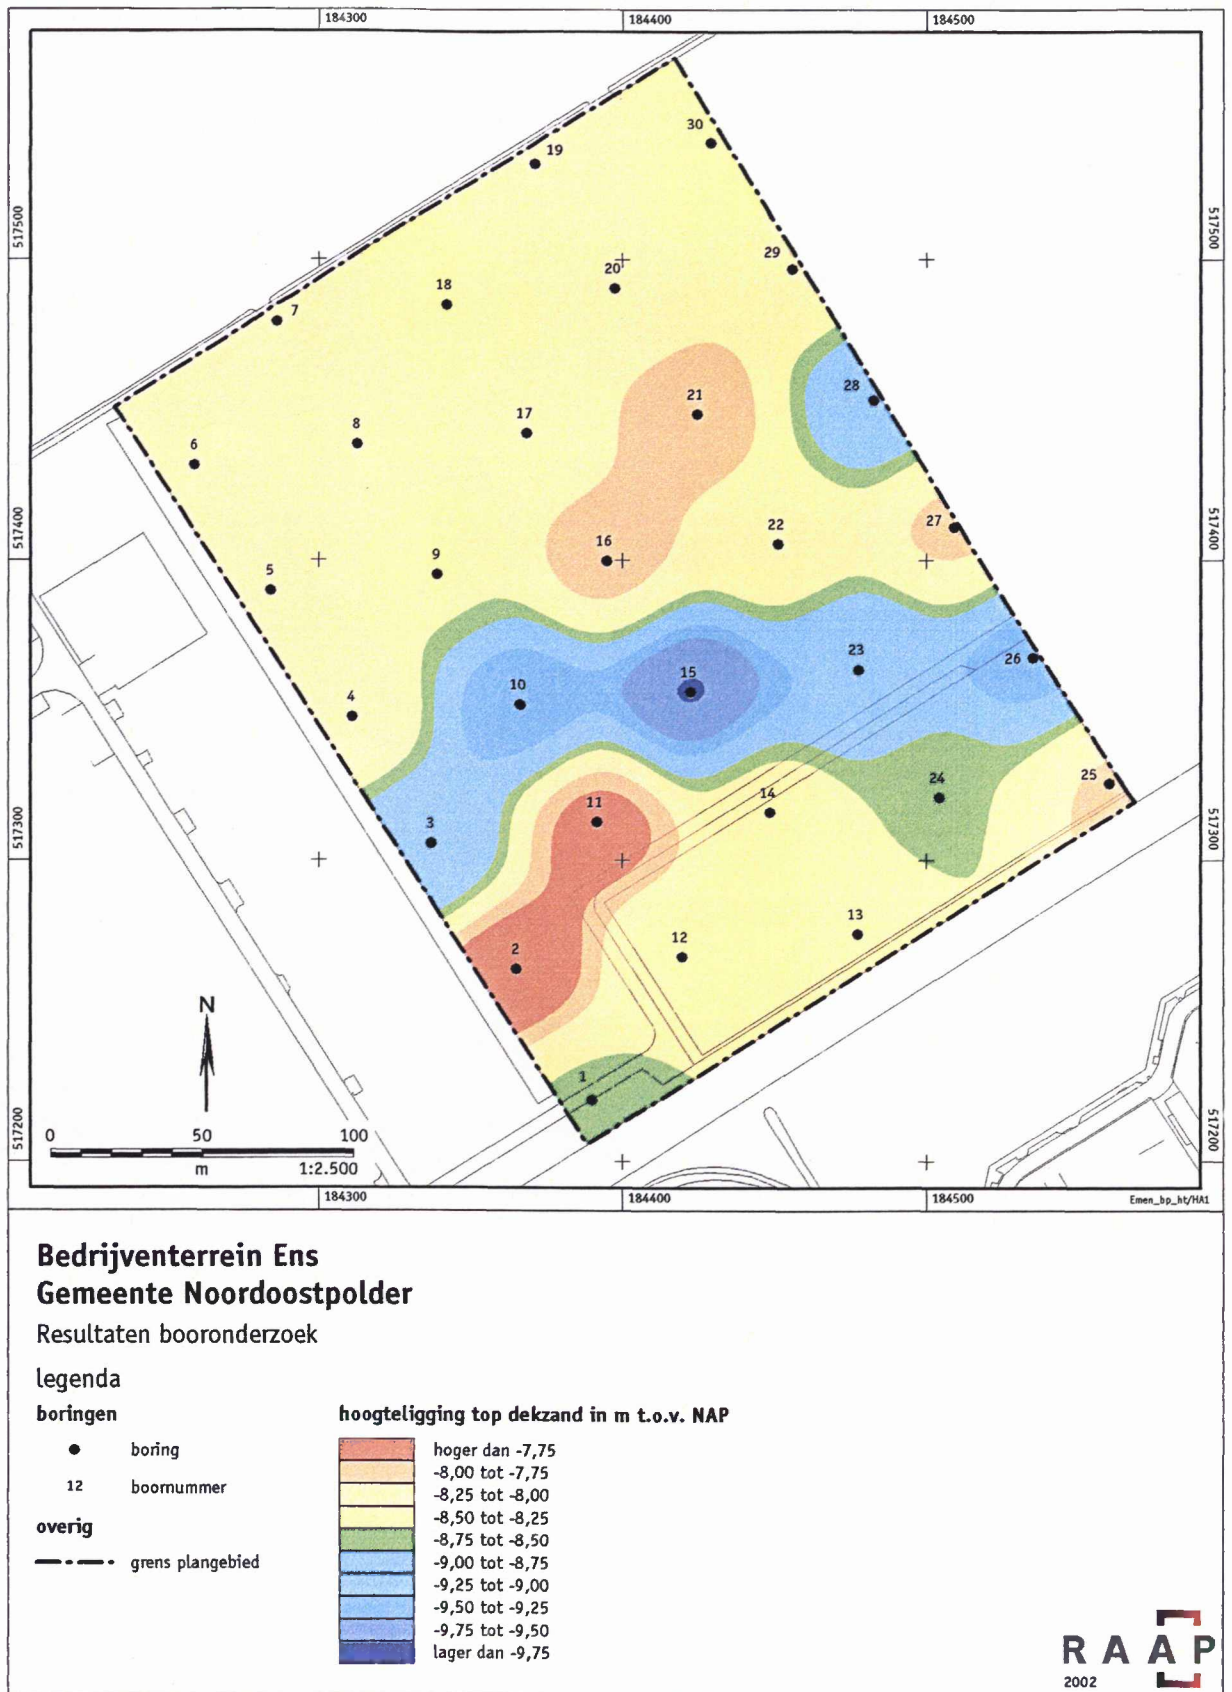 184300 184400 184500
30
19
517500 517500
29
20
18
7
28
21
17
8
6
27
22
16
517400 517400
9
5
23
26
15
10
4
25
24
14
11
3
517300 517300
13
12
2
N
1
0 50 100
m 1:2.500
517200 517200
184300 184400 184500
Emen_bp_ht/HA1
Bedrijventerrein Ens
Gemeente Noordoostpolder
Resultaten booronderzoek
legenda
boringen
boring
12 boornummer
overig
grens plangebied
hoogteligging top dekzand in m t.o.v. NAP
hoger dan -7,75
-8,00 tot -7,75
-8,25 tot -8,00
-8,50 tot -8,25
-8,75 tot -8,50
-9,00 tot -8,75
-9,25 tot -9,00
-9,50 tot -9,25
-9,75 tot -9,50
lager dan -9,75
RAAP
2002